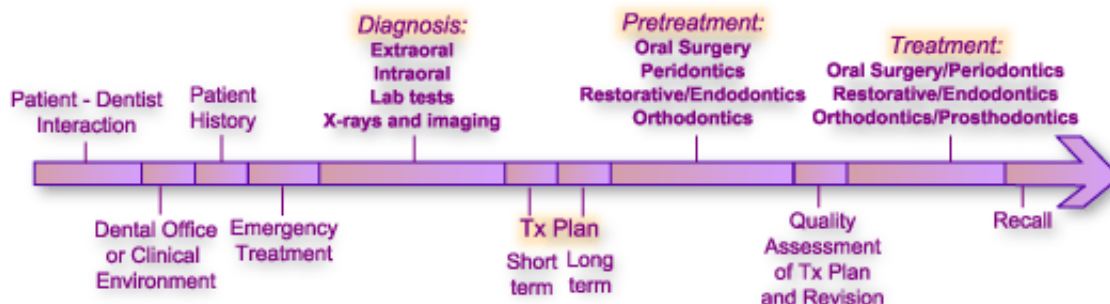 Patient - Dentist
Interaction
Dental Office
or Clinical
Environment
Patient
History
Emergency
Treatment
Diagnosis:
Extraoral
Intraoral
Lab tests
X-rays and imaging
Tx Plan
Short
term
Long
term
Pretreatment:
Oral Surgery
Peridontics
Restorative/Endodontics
Orthodontics
Quality
Assessment
of Tx Plan
and Revision
Treatment:
Oral Surgery/Periodontics
Restorative/Endodontics
Orthodontics/Prosthodontics
Recall